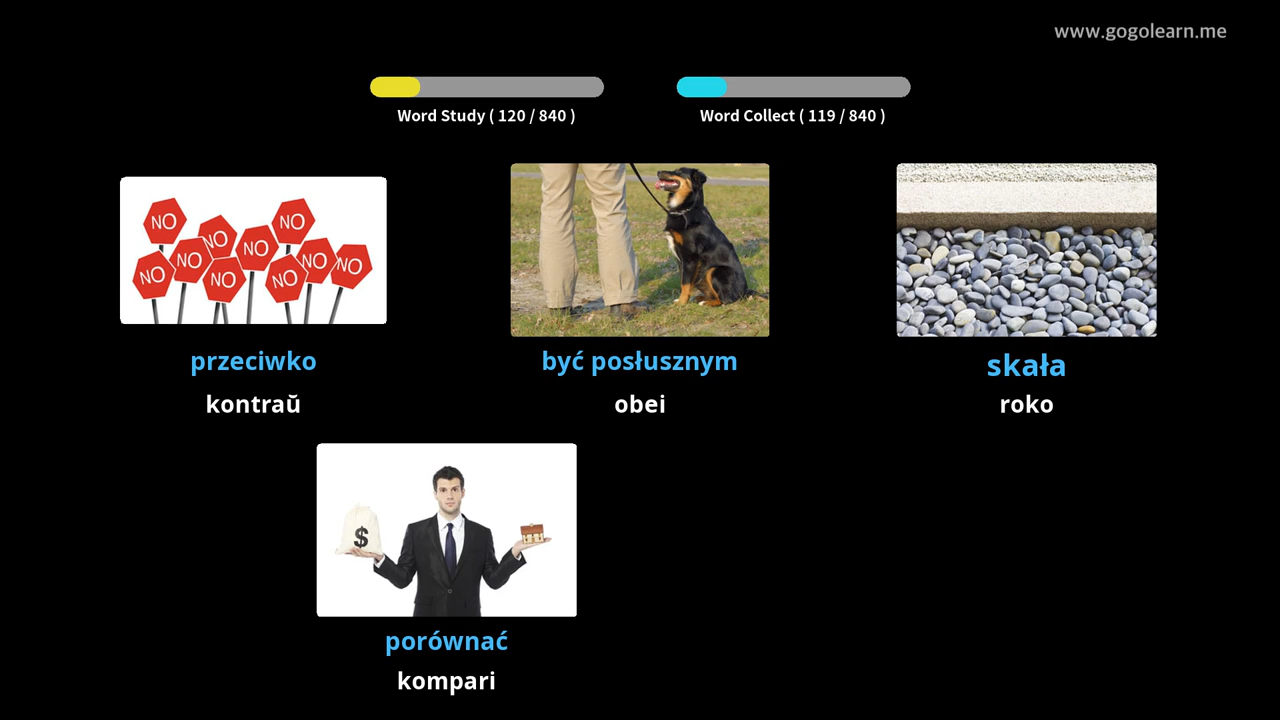 www.gogolearn.me
Word Study ( 120 / 840 )
Word Collect ( 119 / 840 )
NO
NO
NO
NO
NO
NO
NO
NO
NO
NO
przeciwko
kontraŭ
być posłusznym
obei
skała
roko
$
porównać
kompari